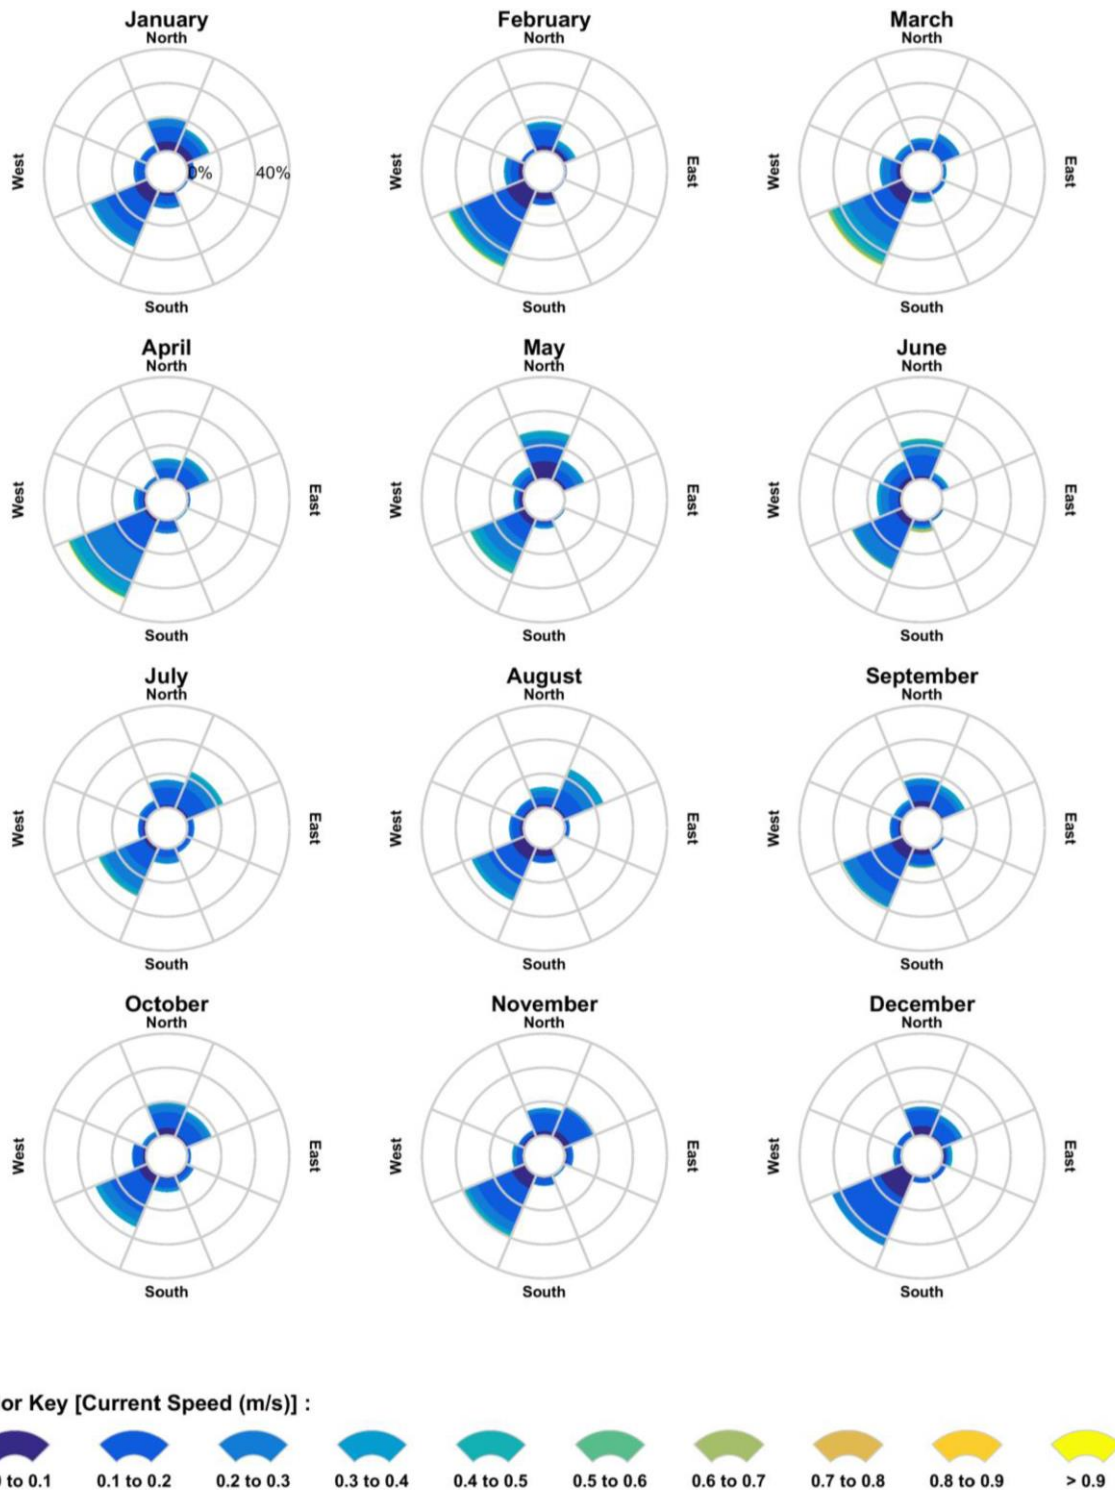 January February March
North North North
West 0% 40% West East West East
South South South
April May June
North North North
West East West East West East
South South South
July August September
North North North
West East West East West East
South South South
October November December
North North North
West East West East West East
South South South
or Key [Current Speed (m/s)] :
to 0.1 0.1 to 0.2 0.2 to 0.3 0.3 to 0.4 0.4 to 0.5 0.5 to 0.6 0.6 to 0.7 0.7 to 0.8 0.8 to 0.9 > 0.9